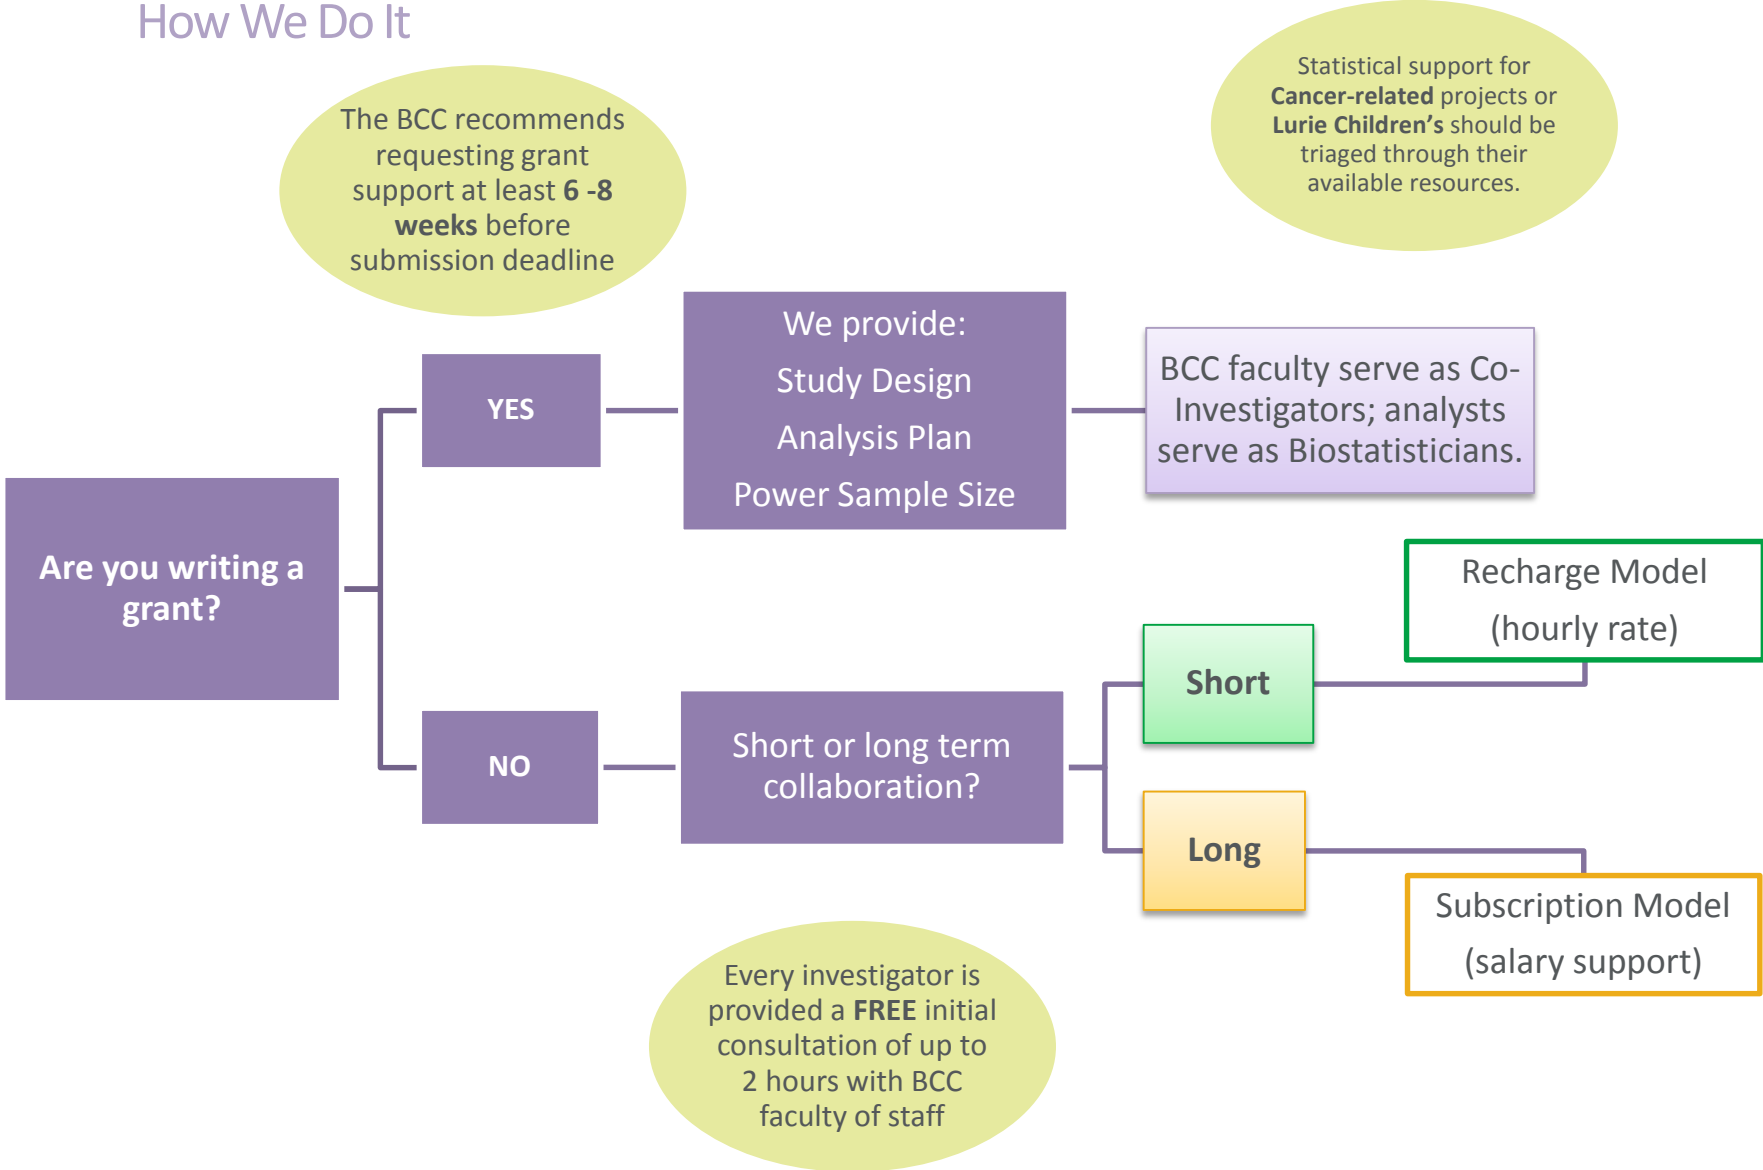 How We Do It
The BCC recommends
requesting grant
support at least 6 -8
weeks before
submission deadline
Statistical support for
Cancer-related projects or
Lurie Children’s should be
triaged through their
available resources.
Are you writing a
grant?
YES
We provide:
Study Design
Analysis Plan
Power Sample Size
BCC faculty serve as Co-
Investigators; analysts
serve as Biostatisticians.
NO
Short or long term
collaboration?
Short
Recharge Model
(hourly rate)
Long
Subscription Model
(salary support)
Every investigator is
provided a FREE initial
consultation of up to
2 hours with BCC
faculty of staff